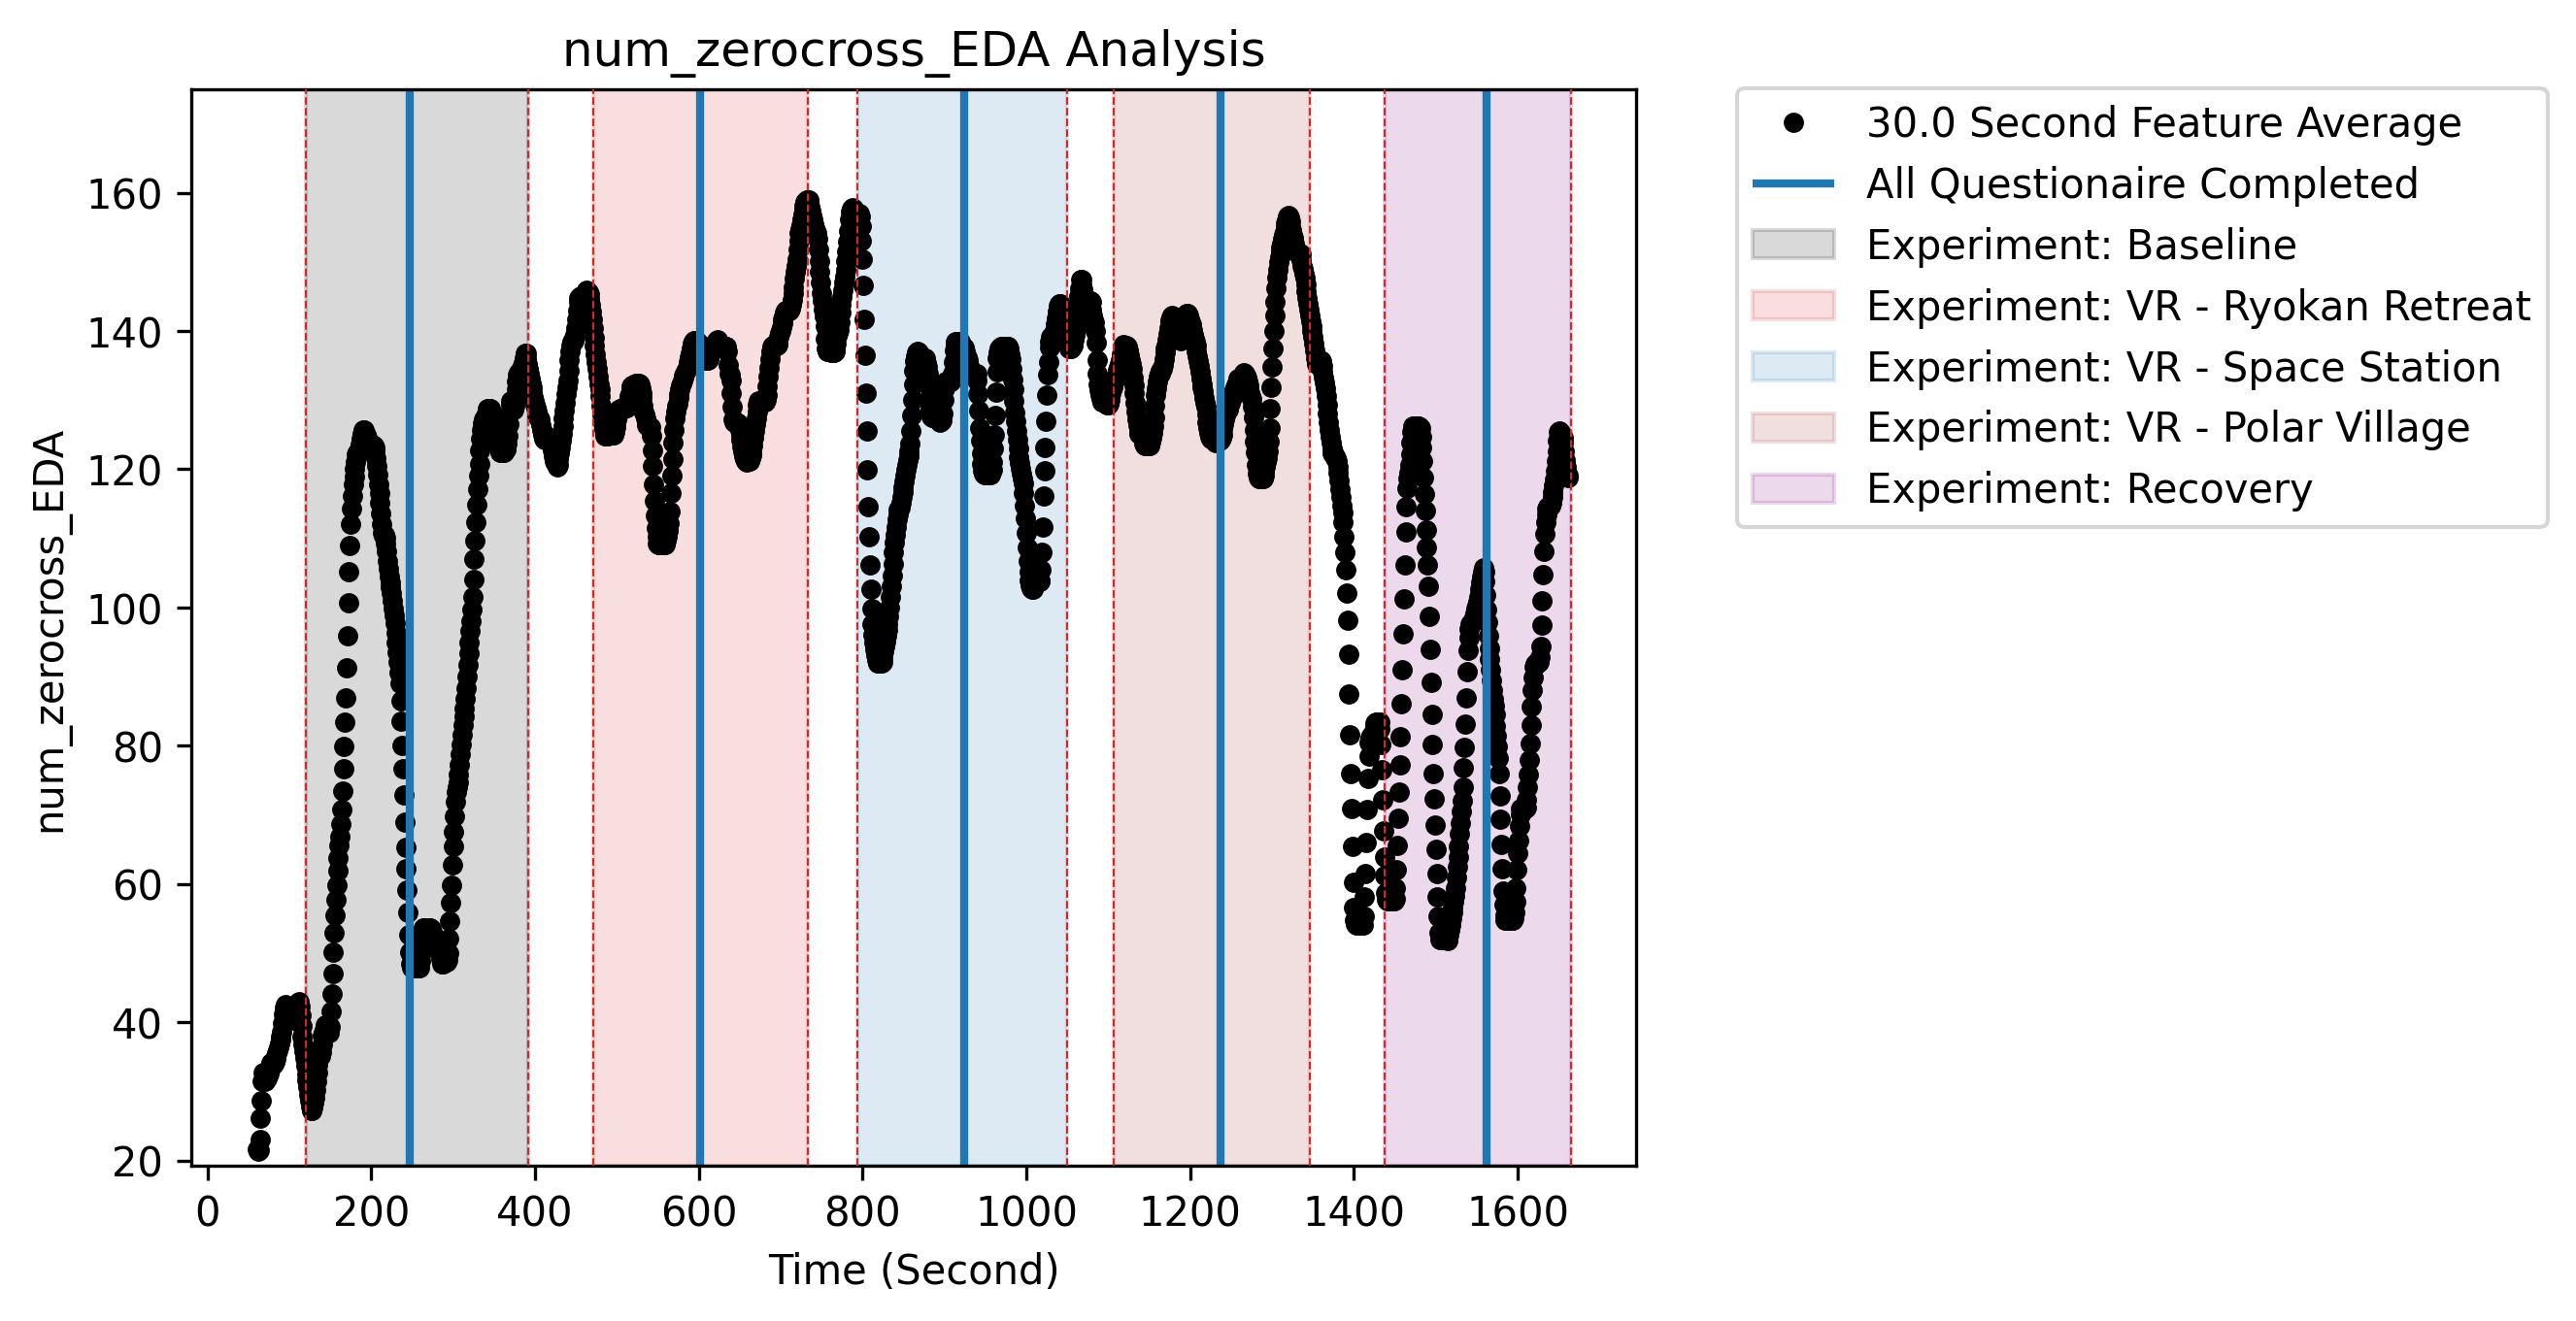 num_zerocross_EDA Analysis
30.0 Second Feature Average
All Questionaire Completed
Experiment: Baseline
Experiment: VR - Ryokan Retreat
Experiment: VR - Space Station
Experiment: VR - Polar Village
Experiment: Recovery
num_zerocross_EDA
160
140
120
100
80
60
40
20
0 200 400 600 800 1000 1200 1400 1600
Time (Second)